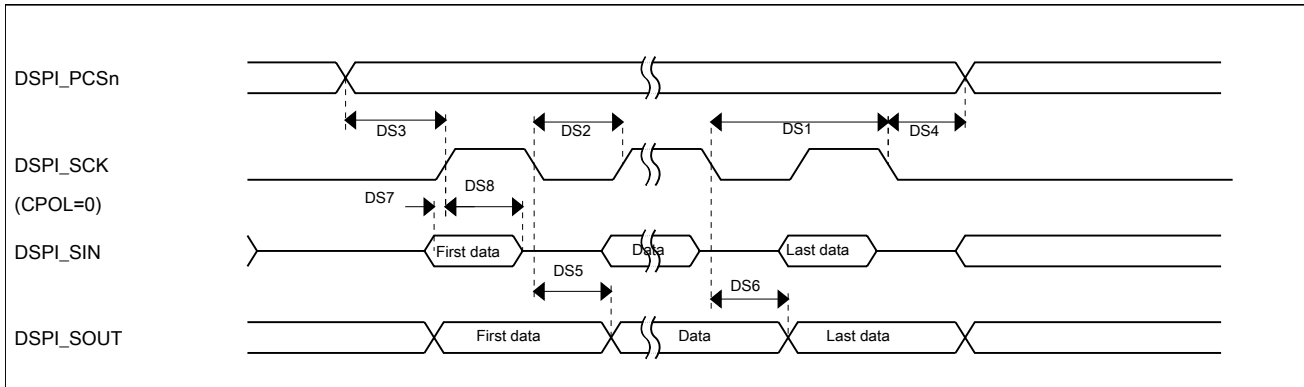 DSPI_PCSn
DS3
DS2
DS1
DS4
DSPI_SCK
(CPOL=0)
DS7
DS8
DSPI_SIN
First data
Data
Last data
DS5
DS6
DSPI_SOUT
First data
Data
Last data